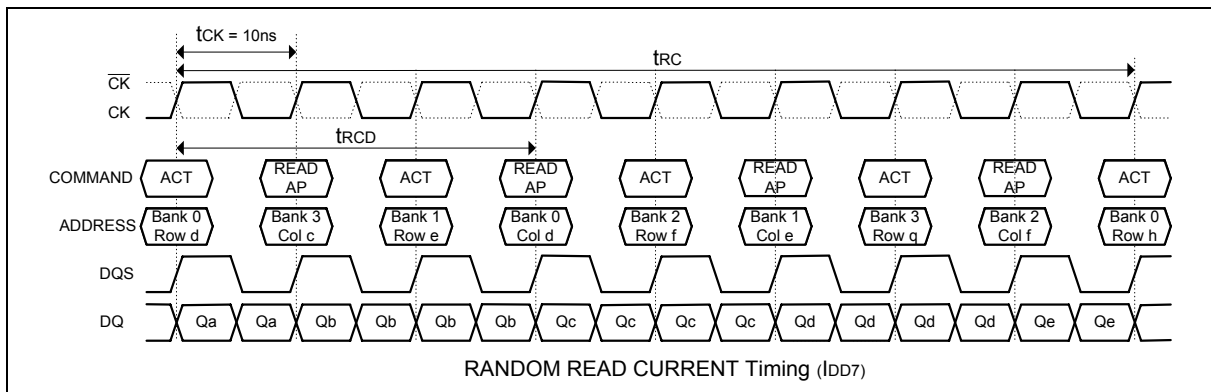 tCK = 10ns
tRC
CK
CK
tRCD
COMMAND ACT READ AP ACT READ AP ACT READ AP ACT READ AP ACT
ADDRESS Bank 0 Row d Bank 3 Col c Bank 1 Row e Bank 0 Col d Bank 2 Row f Bank 1 Col e Bank 3 Row q Bank 2 Col f Bank 0 Row h
DQS
DQ Qa Qa Qb Qb Qb Qb Qc Qc Qc Qc Qd Qd Qd Qd Qe Qe
RANDOM READ CURRENT Timing (IDD7)